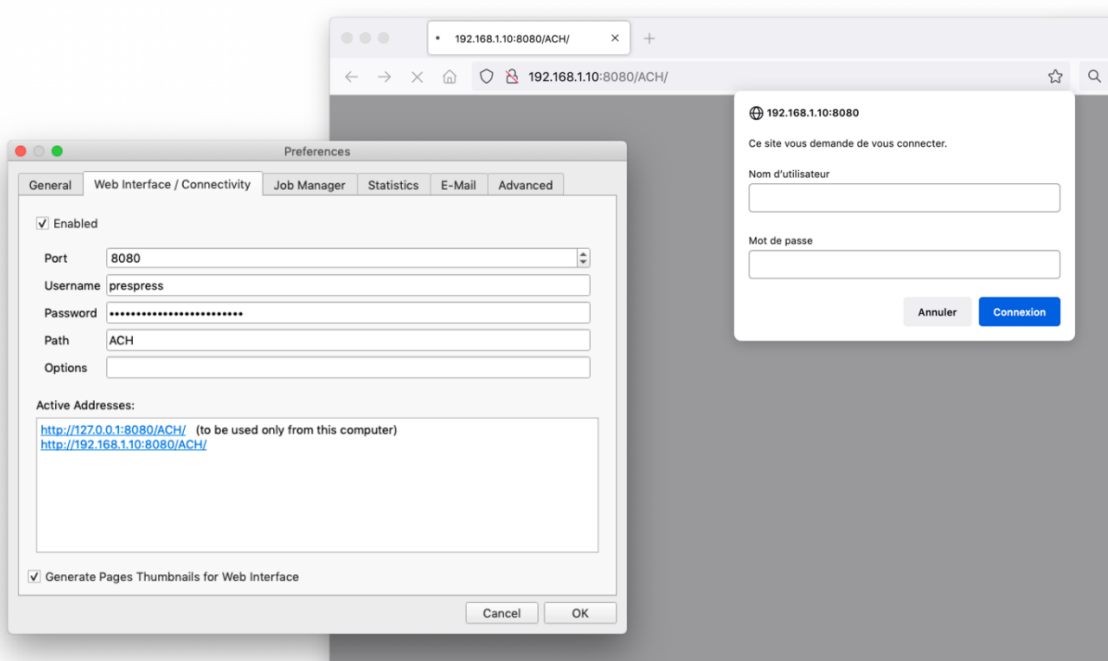 192.168.1.10:8080/ACH/
192.168.1.10:8080/ACH/
192.168.1.10:8080
Ce site vous demande de vous connecter.
Nom d'utilisateur
Mot de passe
Annuler Connexion
Preferences
General Web Interface / Connectivity Job Manager Statistics E-Mail Advanced
Enabled
Port 8080
Username prespress
Password •••••••••••••••••••••••••
Path ACH
Options
Active Addresses:
http://127.0.0.1:8080/ACH/ (to be used only from this computer)
http://192.168.1.10:8080/ACH/
Generate Pages Thumbnails for Web Interface
Cancel OK